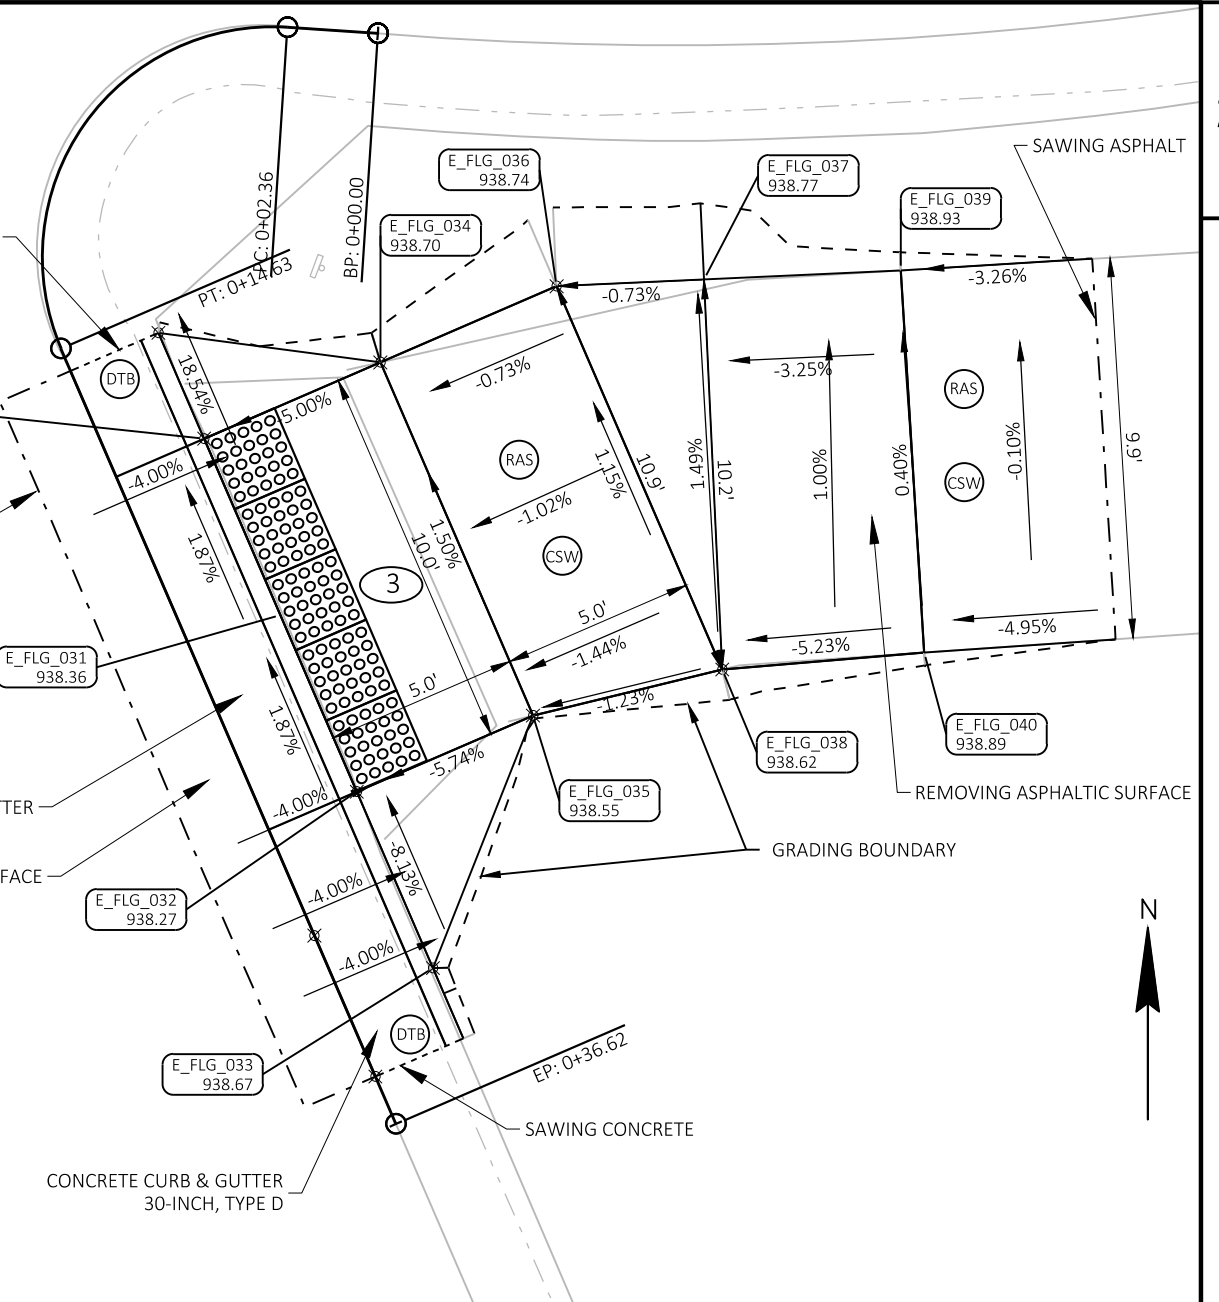 SAWING ASPHALT
E_FLG_036
938.74
E_FLG_037
938.77
E_FLG_039
938.93
E_FLG_034
938.70
PC: 0+02.36
BP: 0+00.00
PT: 0+14.63
-0.73%
-3.26%
18.54%
DTB
-5.00%
-0.73%
-3.25%
RAS
-4.00%
RAS
1.15%
10.9'
1.49%
10.2'
1.00%
0.40%
CSW
-0.10%
9.9'
-1.02%
1.87%
1.50%
10.0'
CSW
3
5.0'
-1.44%
-5.23%
-4.95%
E_FLG_031
938.36
5.0'
1.87%
-1.23%
E_FLG_040
938.89
E_FLG_038
938.62
-5.74%
E_FLG_035
938.55
REMOVING ASPHALTIC SURFACE
TTER
-4.00%
GRADING BOUNDARY
FACE
-8.13%
-4.00%
E_FLG_032
938.27
N
-4.00%
DTB
E_FLG_033
938.67
EP: 0+36.62
SAWING CONCRETE
CONCRETE CURB & GUTTER
30-INCH, TYPE D